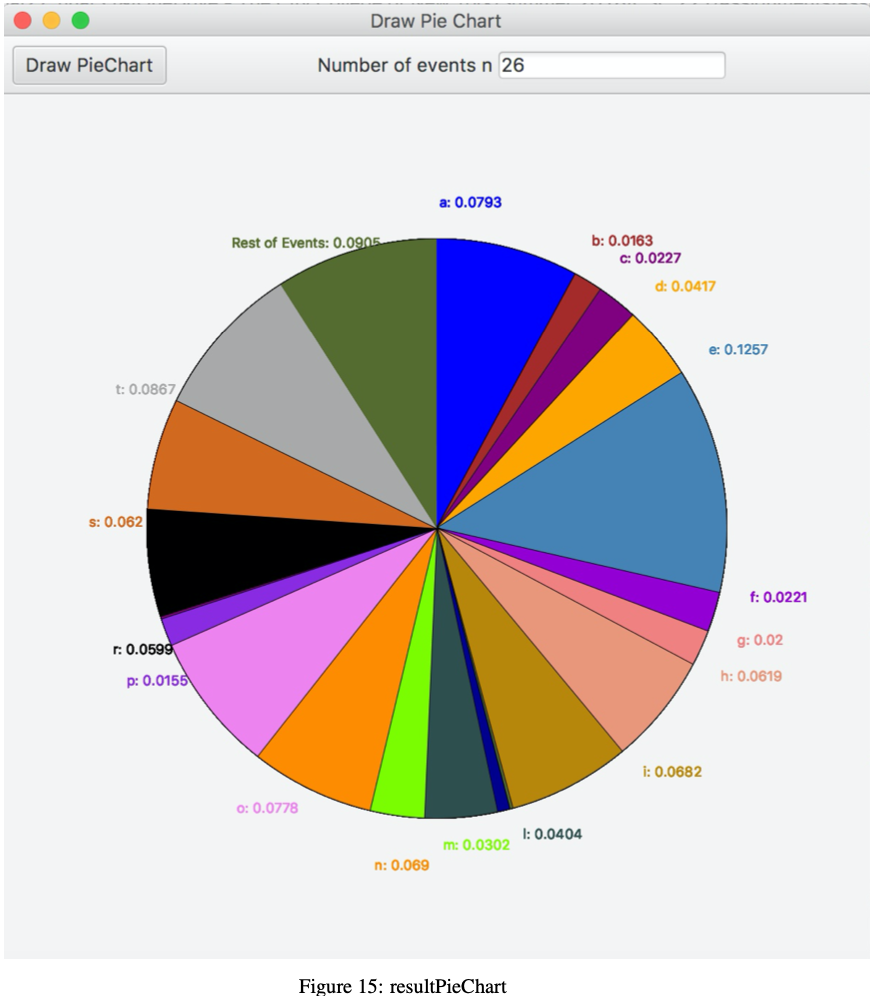 Draw Pie Chart
Draw PieChart
Number of events n 26
a: 0.0793
b: 0.0163
c: 0.0227
d: 0.0417
e: 0.1257
f: 0.0221
g: 0.02
h: 0.0619
i: 0.0682
l: 0.0404
m: 0.0302
n: 0.069
o: 0.0778
p: 0.0155
r: 0.0599
s: 0.062
t: 0.0867
Rest of Events: 0.0905
Figure 15: resultPieChart